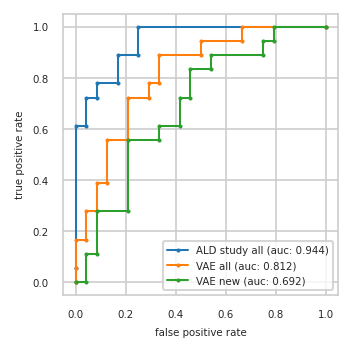 1.0
0.8
0.6
0.4
0.2
0.0
true positive rate
ALD study all (auc: 0.944)
VAE all (auc: 0.812)
VAE new (auc: 0.692)
0.0 0.2 0.4 0.6 0.8 1.0
false positive rate